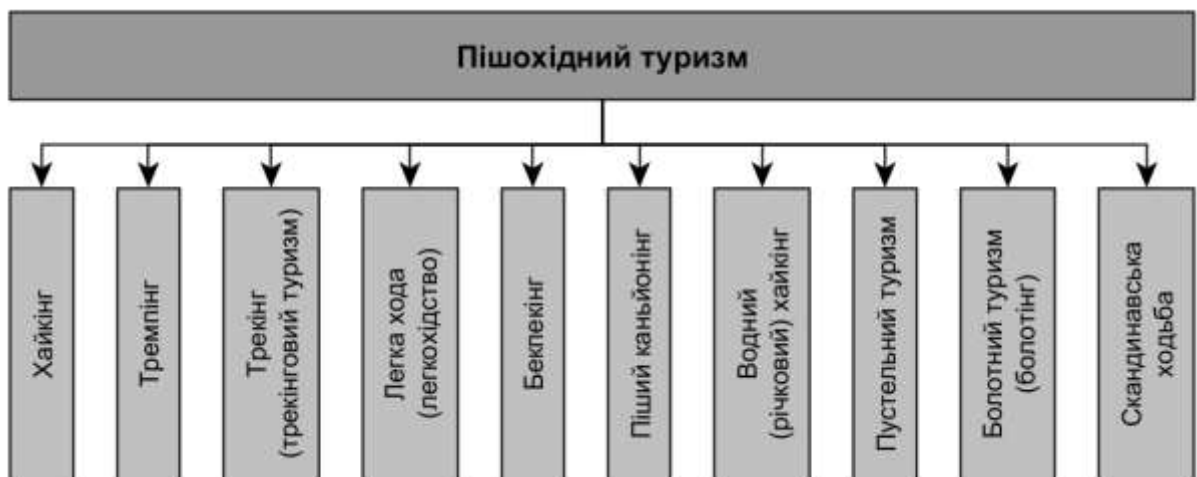 Пішохідний туризм
Хайкінг
Тремпінг
Трекінг
(трекінговий туризм)
Легка хода
(легкохідство)
Бекпекінг
Піший каньйонінг
Водний
(річковий) хайкінг
Пустельний туризм
Болотний туризм
(болотінг)
Скандинавська
ходьба